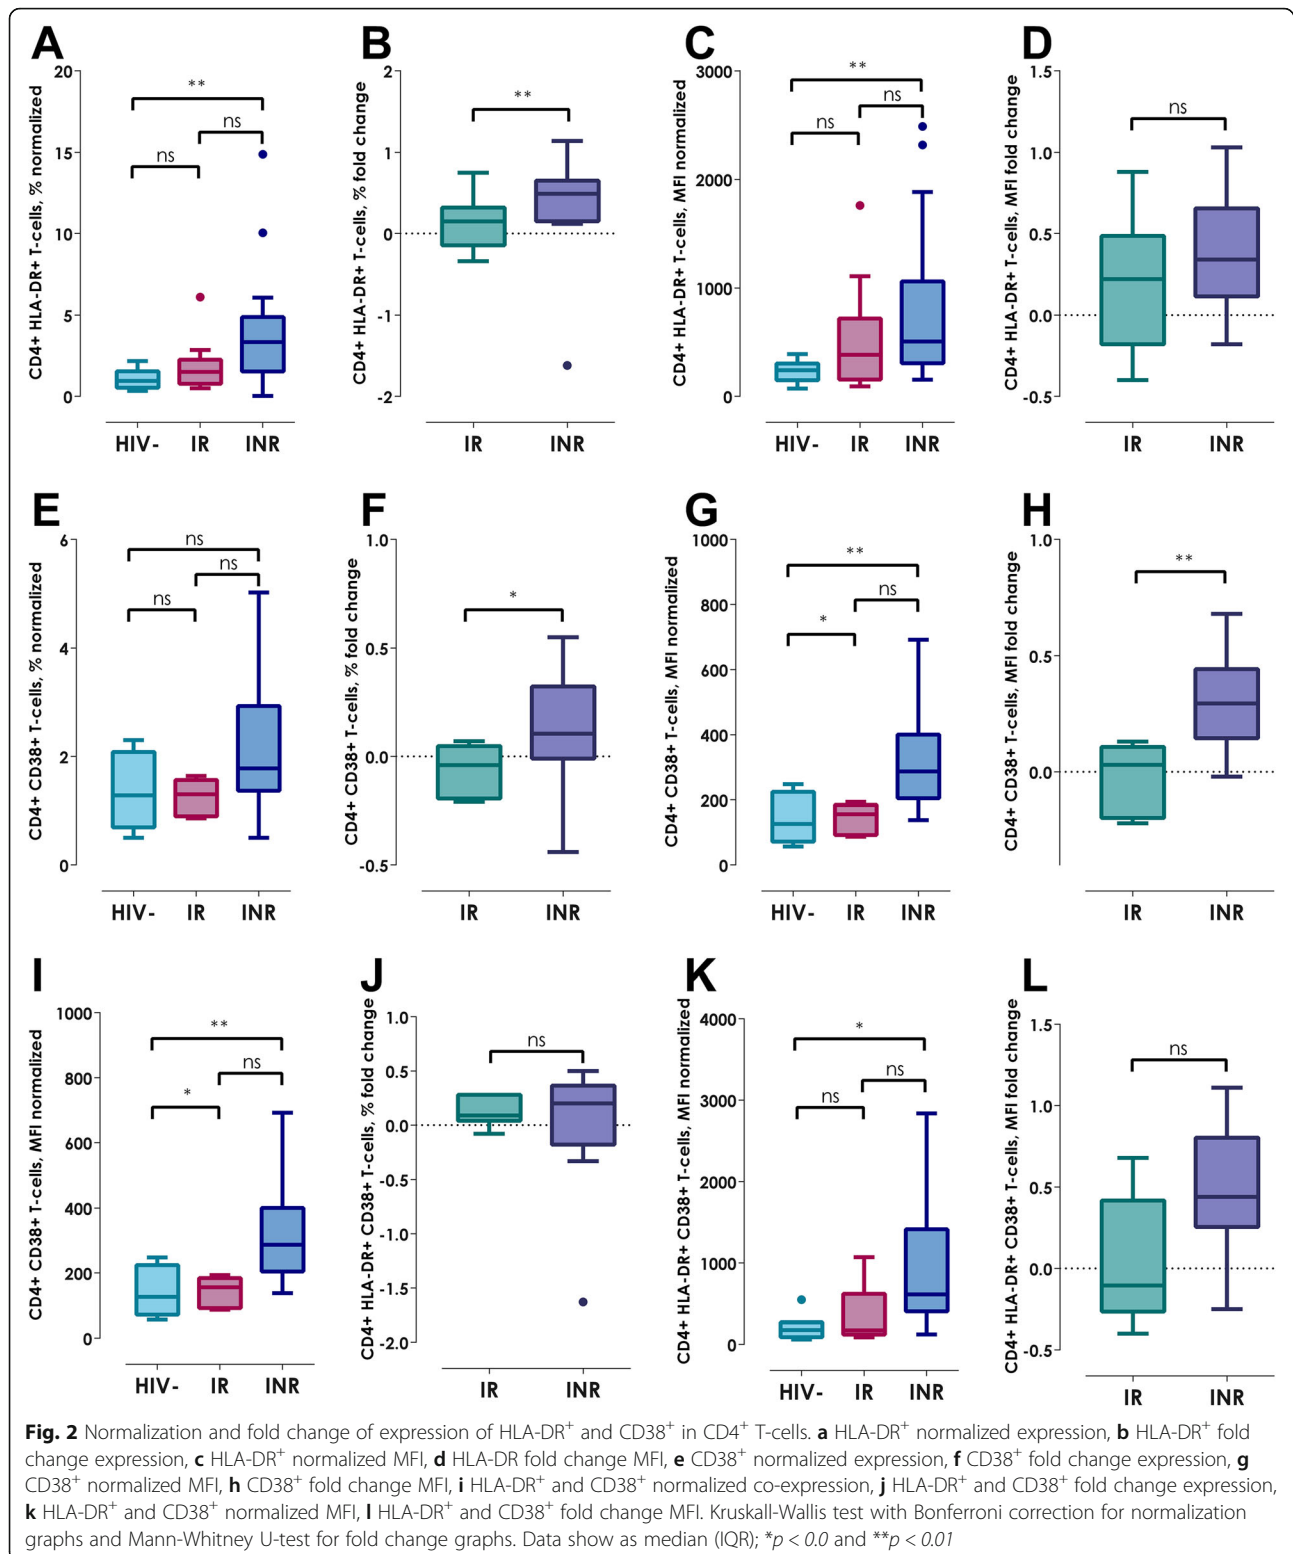 A
CD4+ HLA-DR+ T-cells, % normalized
20
15
10
5
0
**
ns
ns
HIV- IR INR
B
CD4+ HLA-DR+ T-cells, % fold change
2
1
0
-1
-2
**
IR INR
C
CD4+ HLA-DR+ T-cells, MFI normalized
3000
2000
1000
0
**
ns
ns
HIV- IR INR
D
CD4+ HLA-DR+ T-cells, MFI fold change
1.5
1.0
0.5
0.0
-0.5
ns
IR INR
E
CD4+ CD38+ T-cells, % normalized
6
4
2
0
ns
ns
ns
HIV- IR INR
F
CD4+ CD38+ T-cells, % fold change
1.0
0.5
0.0
-0.5
*
IR INR
G
CD4+ CD38+ T-cells, MFI normalized
1000
800
600
400
200
0
**
ns
*
HIV- IR INR
H
CD4+ CD38+ T-cells, MFI fold change
1.0
0.5
0.0
**
IR INR
I
CD4+ CD38+ T-cells, MFI normalized
1000
800
600
400
200
0
**
ns
*
HIV- IR INR
J
CD4+ HLA-DR+ CD38+ T-cells, % fold change
1.0
0.5
0.0
-0.5
-1.0
-1.5
-2.0
ns
IR INR
K
CD4+ HLA-DR+ CD38+ T-cells, MFI normalized
4000
3000
2000
1000
0
*
ns
ns
HIV- IR INR
L
CD4+ HLA-DR+ CD38+ T-cells, MFI fold change
1.5
1.0
0.5
0.0
-0.5
ns
IR INR
Fig. 2 Normalization and fold change of expression of HLA-DR⁺ and CD38⁺ in CD4⁺ T-cells. a HLA-DR⁺ normalized expression, b HLA-DR⁺ fold
change expression, c HLA-DR⁺ normalized MFI, d HLA-DR fold change MFI, e CD38⁺ normalized expression, f CD38⁺ fold change expression, g
CD38⁺ normalized MFI, h CD38⁺ fold change MFI, i HLA-DR⁺ and CD38⁺ normalized co-expression, j HLA-DR⁺ and CD38⁺ fold change expression,
k HLA-DR⁺ and CD38⁺ normalized MFI, l HLA-DR⁺ and CD38⁺ fold change MFI. Kruskall-Wallis test with Bonferroni correction for normalization
graphs and Mann-Whitney U-test for fold change graphs. Data show as median (IQR); *p < 0.0 and **p < 0.01